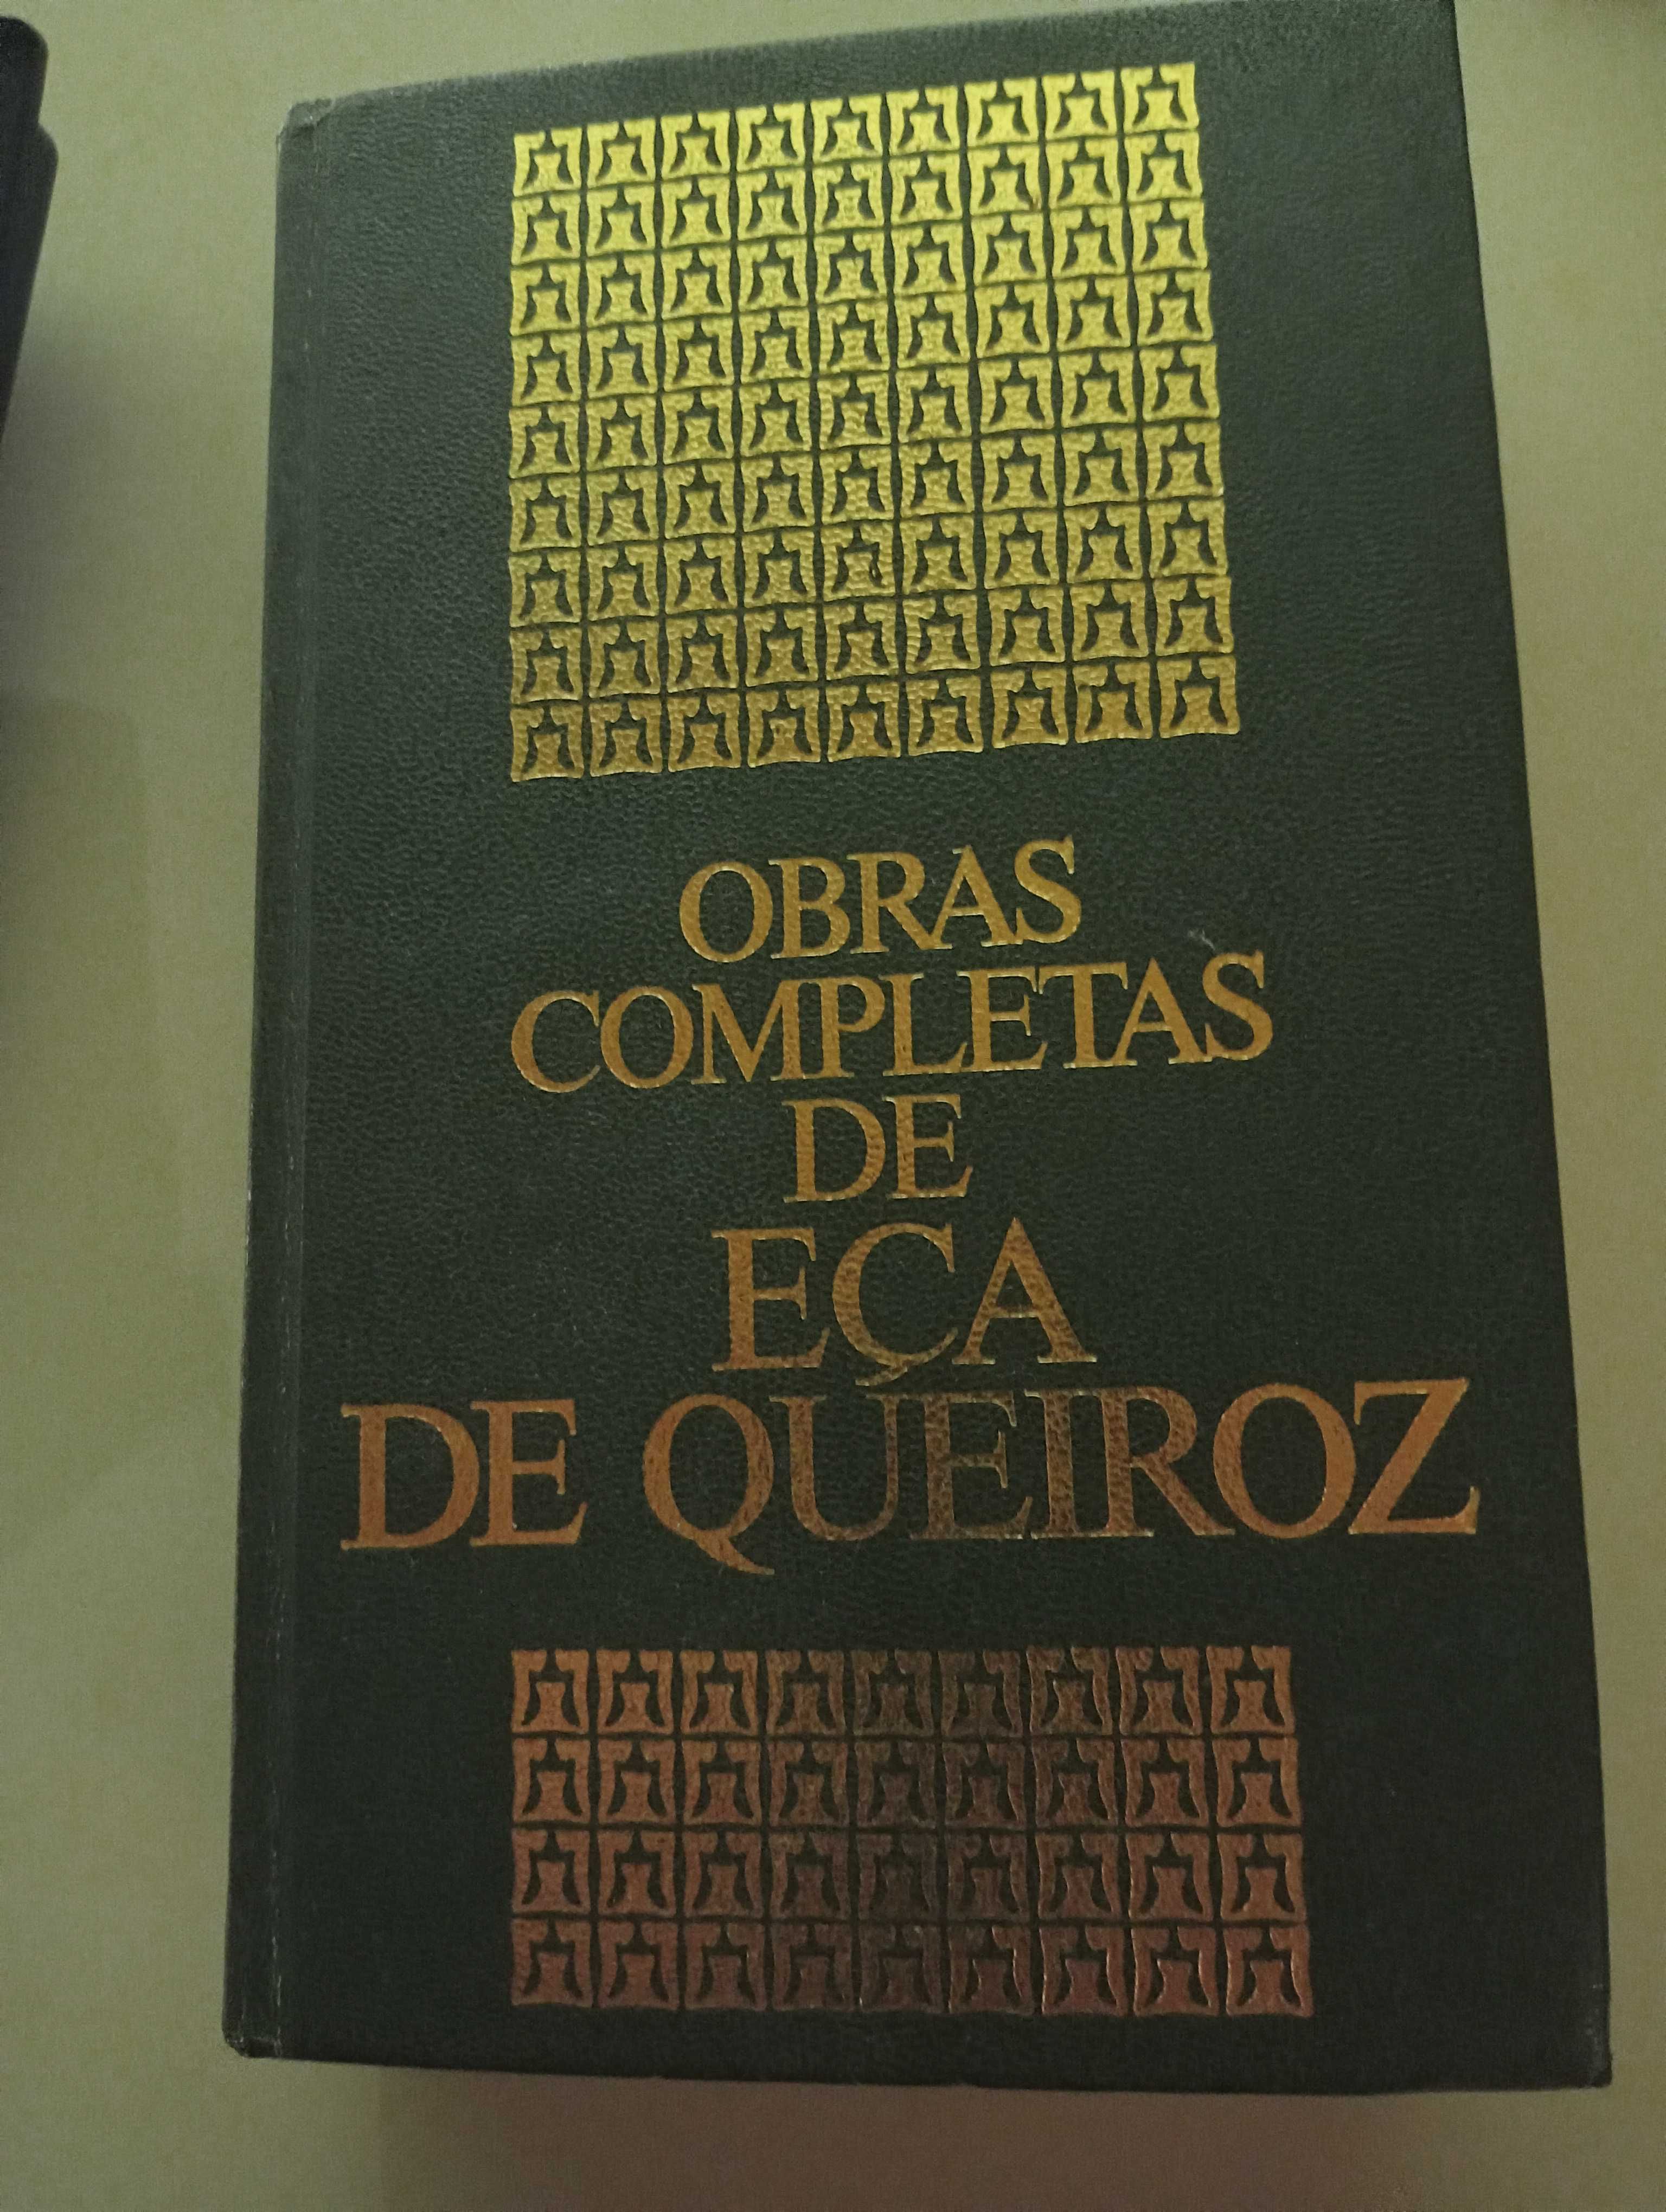 OBRAS
COMPLETAS
DE
EÇA
DE QUEIROZ